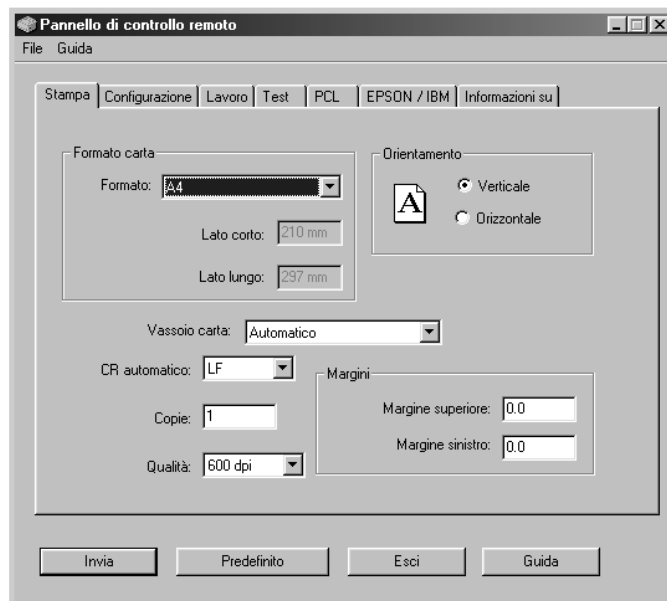 Pannello di controllo remoto
File Guida
Stampa Configurazione Lavoro Test PCL EPSON / IBM Informazioni su
Formato carta
Formato: A4
Lato corto: 210 mm
Lato lungo: 297 mm
Orientamento
A
Verticale
Orizzontale
Vassoio carta: Automatico
CR automatico: LF
Copie: 1
Qualità: 600 dpi
Margini
Margine superiore: 0.0
Margine sinistro: 0.0
Invia Predefinito Esci Guida